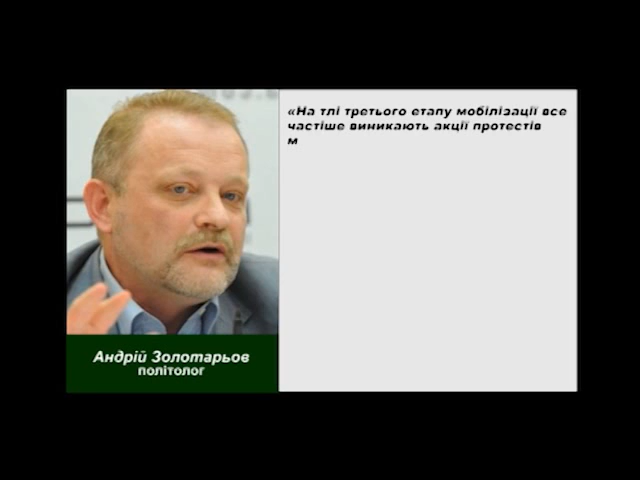 «На тлі третього етапу мобілізації все
частіше виникають акції протестів
м
Андрій Золотарьов
політолог